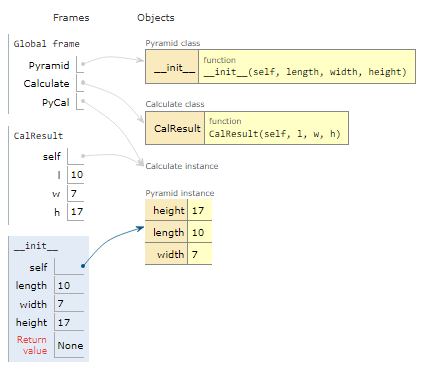 Frames Objects
Global frame
Pyramid
Calculate
PyCal
Pyramid class
__init__
function
__init__(self, length, width, height)
Calculate class
CalResult
function
CalResult(self, l, w, h)
Calculate instance
CalResult
self
l 10
w 7
h 17
Pyramid instance
height 17
length 10
width 7
__init__
self
length 10
width 7
height 17
Return
value None